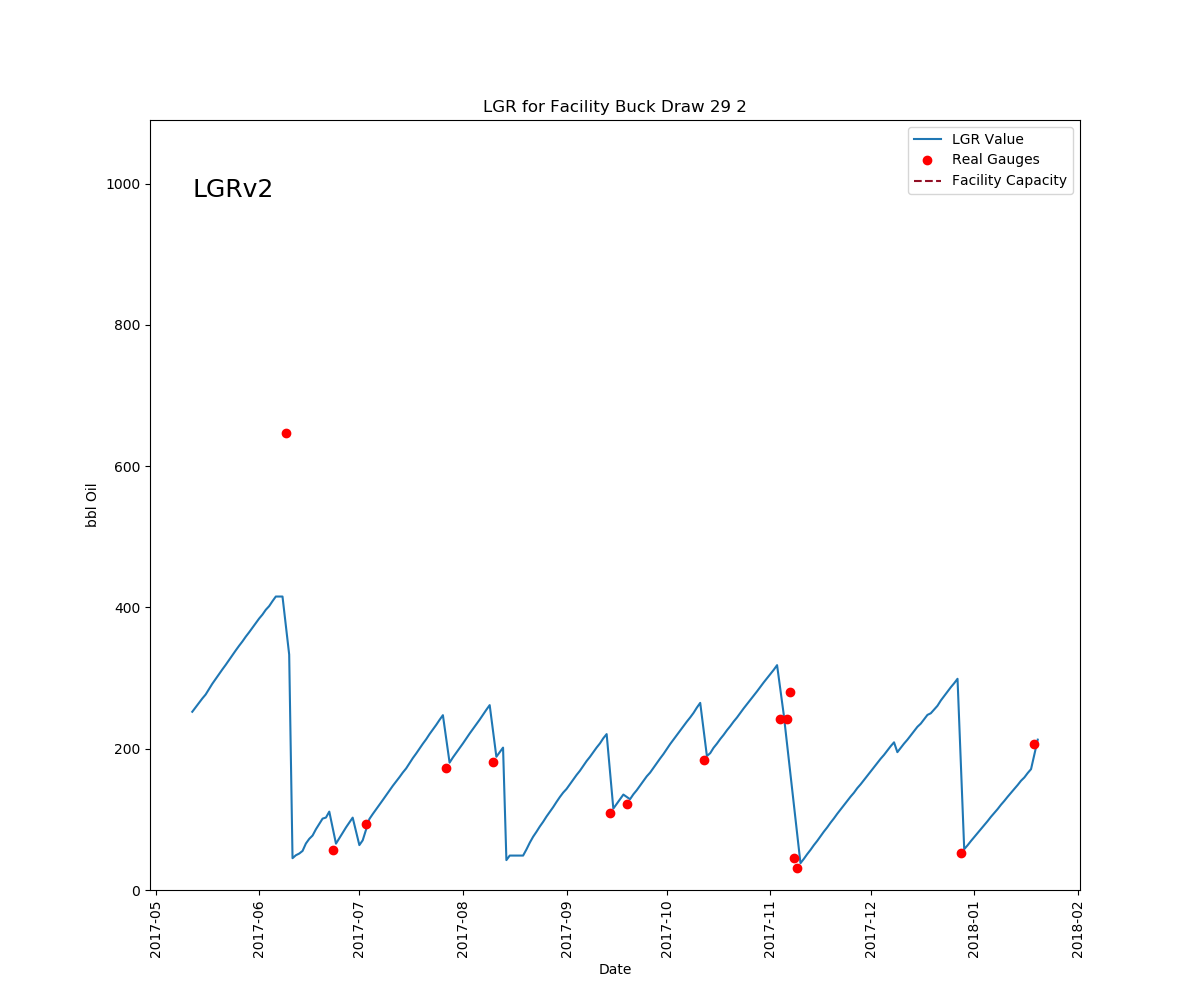 LGR for Facility Buck Draw 29 2
LGRv2
LGR Value
Real Gauges
Facility Capacity
1000
800
600
400
200
0
bbl Oil
2017-05
2017-06
2017-07
2017-08
2017-09
2017-10
2017-11
2017-12
2018-01
2018-02
Date